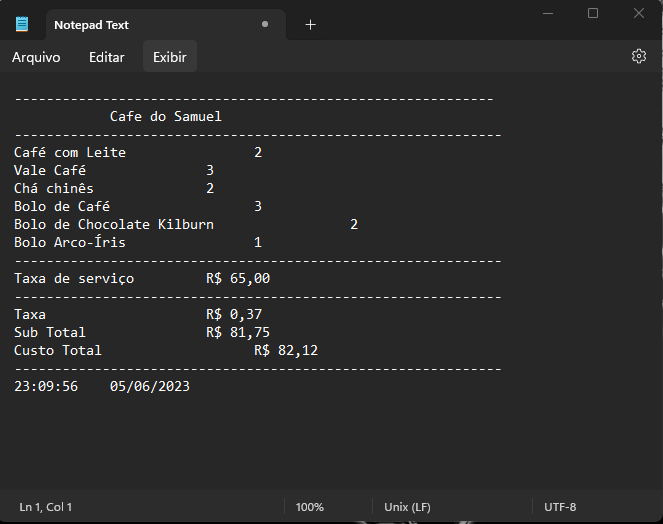 Notepad Text
Arquivo Editar Exibir
------------------------------------------------------------
Cafe do Samuel
-------------------------------------------------------------
Café com Leite 2
Vale Café 3
Chá chinês 2
Bolo de Café 3
Bolo de Chocolate Kilburn 2
Bolo Arco-Íris 1
-------------------------------------------------------------
Taxa de serviço R$ 65,00
-------------------------------------------------------------
Taxa R$ 0,37
Sub Total R$ 81,75
Custo Total R$ 82,12
-------------------------------------------------------------
23:09:56 05/06/2023
Ln 1, Col 1 100% Unix (LF) UTF-8